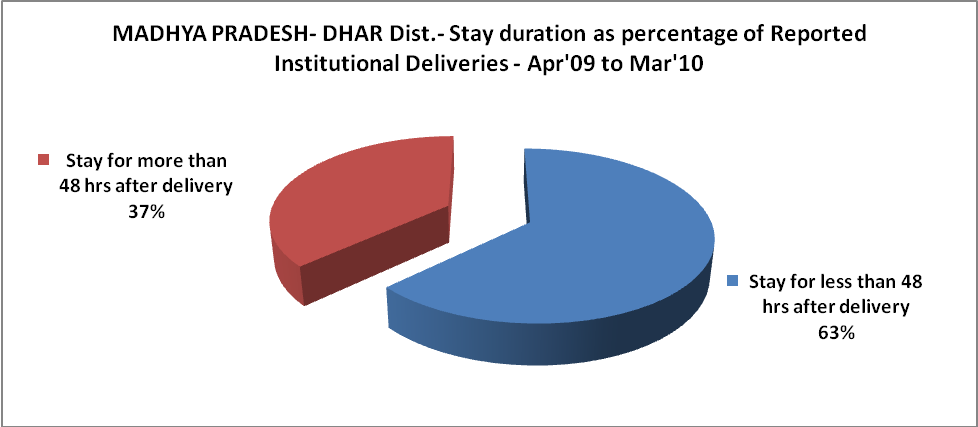 MADHYA PRADESH- DHAR Dist.- Stay duration as percentage of Reported
Institutional Deliveries - Apr'09 to Mar'10
Stay for more than
48 hrs after delivery
37%
Stay for less than 48
hrs after delivery
63%